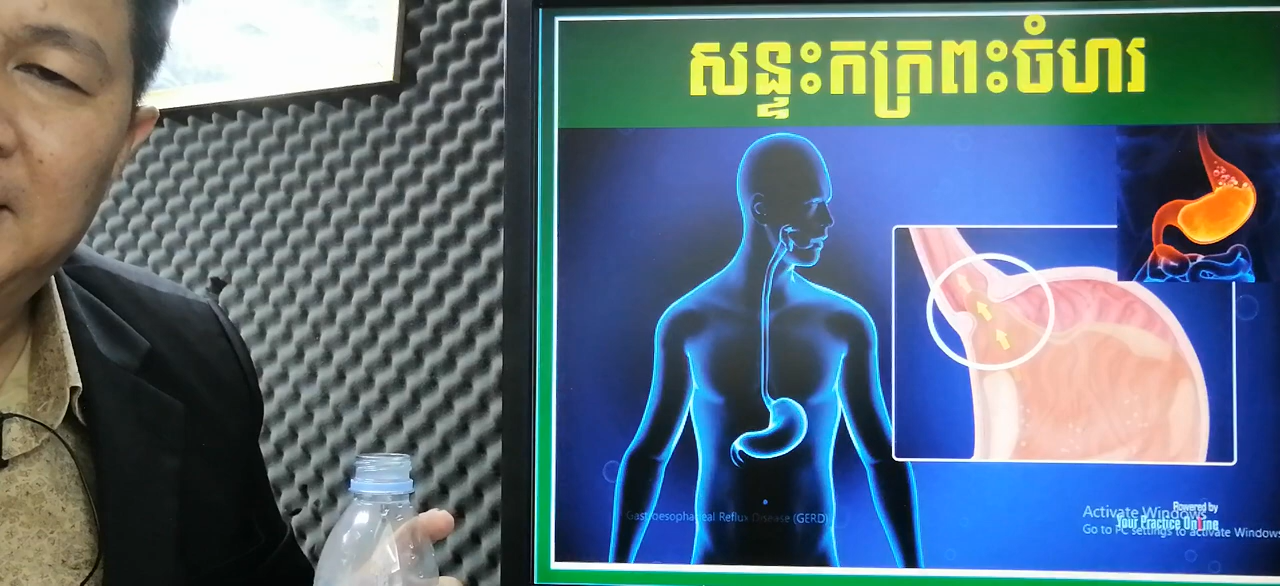 សន្ទះកក្រពះចំហរ
Gastroesophageal Reflux Disease (GERD)
Activate Windows
Go to PC settings to activate Windows
Powered by
Your Practice OnLine